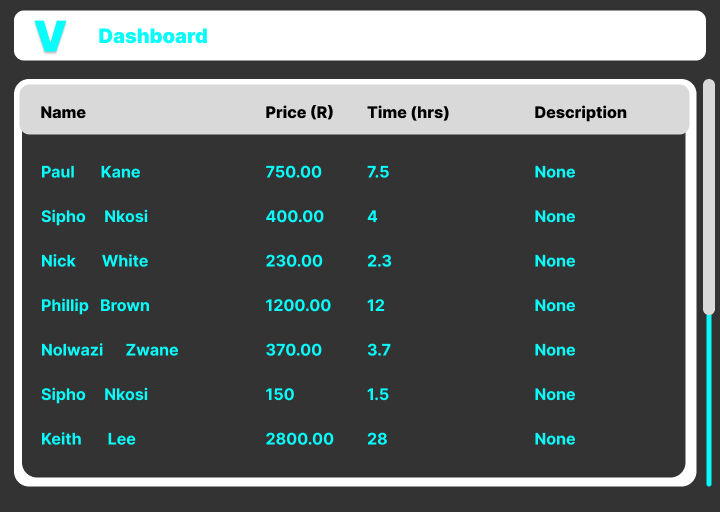 V Dashboard
Name Price (R) Time (hrs) Description
Paul Kane 750.00 7.5 None
Sipho Nkosi 400.00 4 None
Nick White 230.00 2.3 None
Phillip Brown 1200.00 12 None
Nolwazi Zwane 370.00 3.7 None
Sipho Nkosi 150 1.5 None
Keith Lee 2800.00 28 None